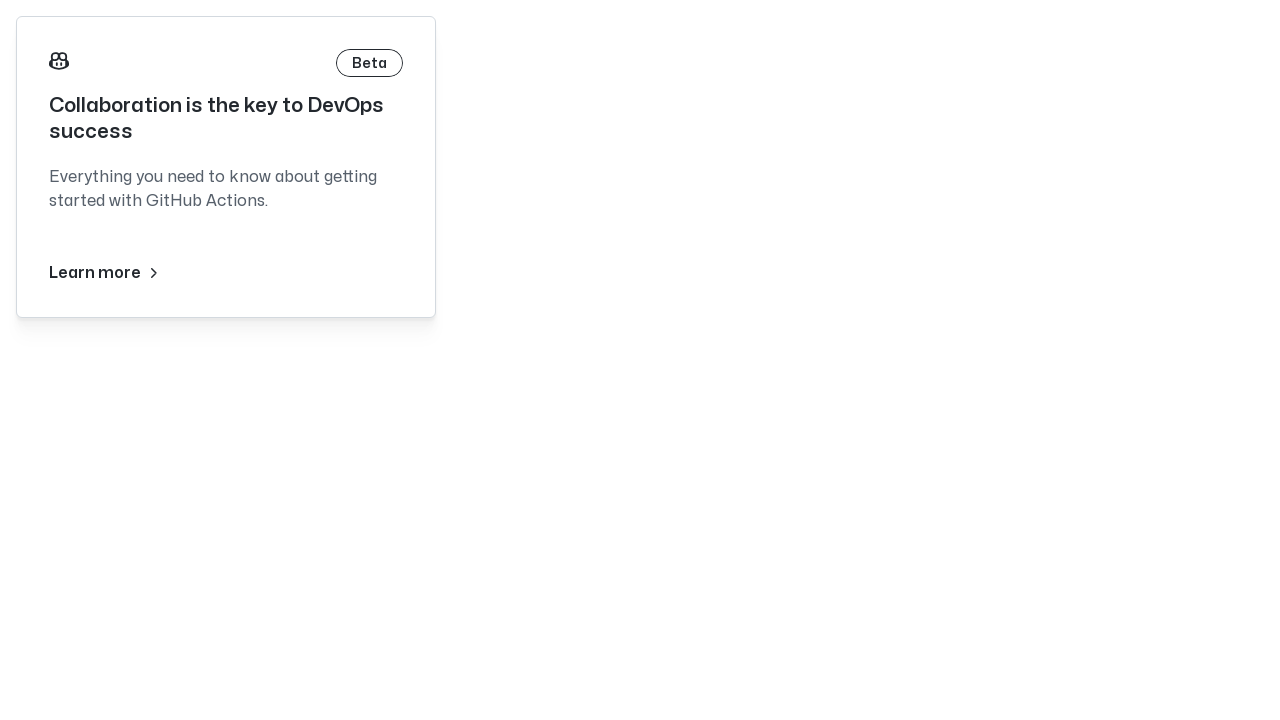 Beta
Collaboration is the key to DevOps
success
Everything you need to know about getting
started with GitHub Actions.
Learn more